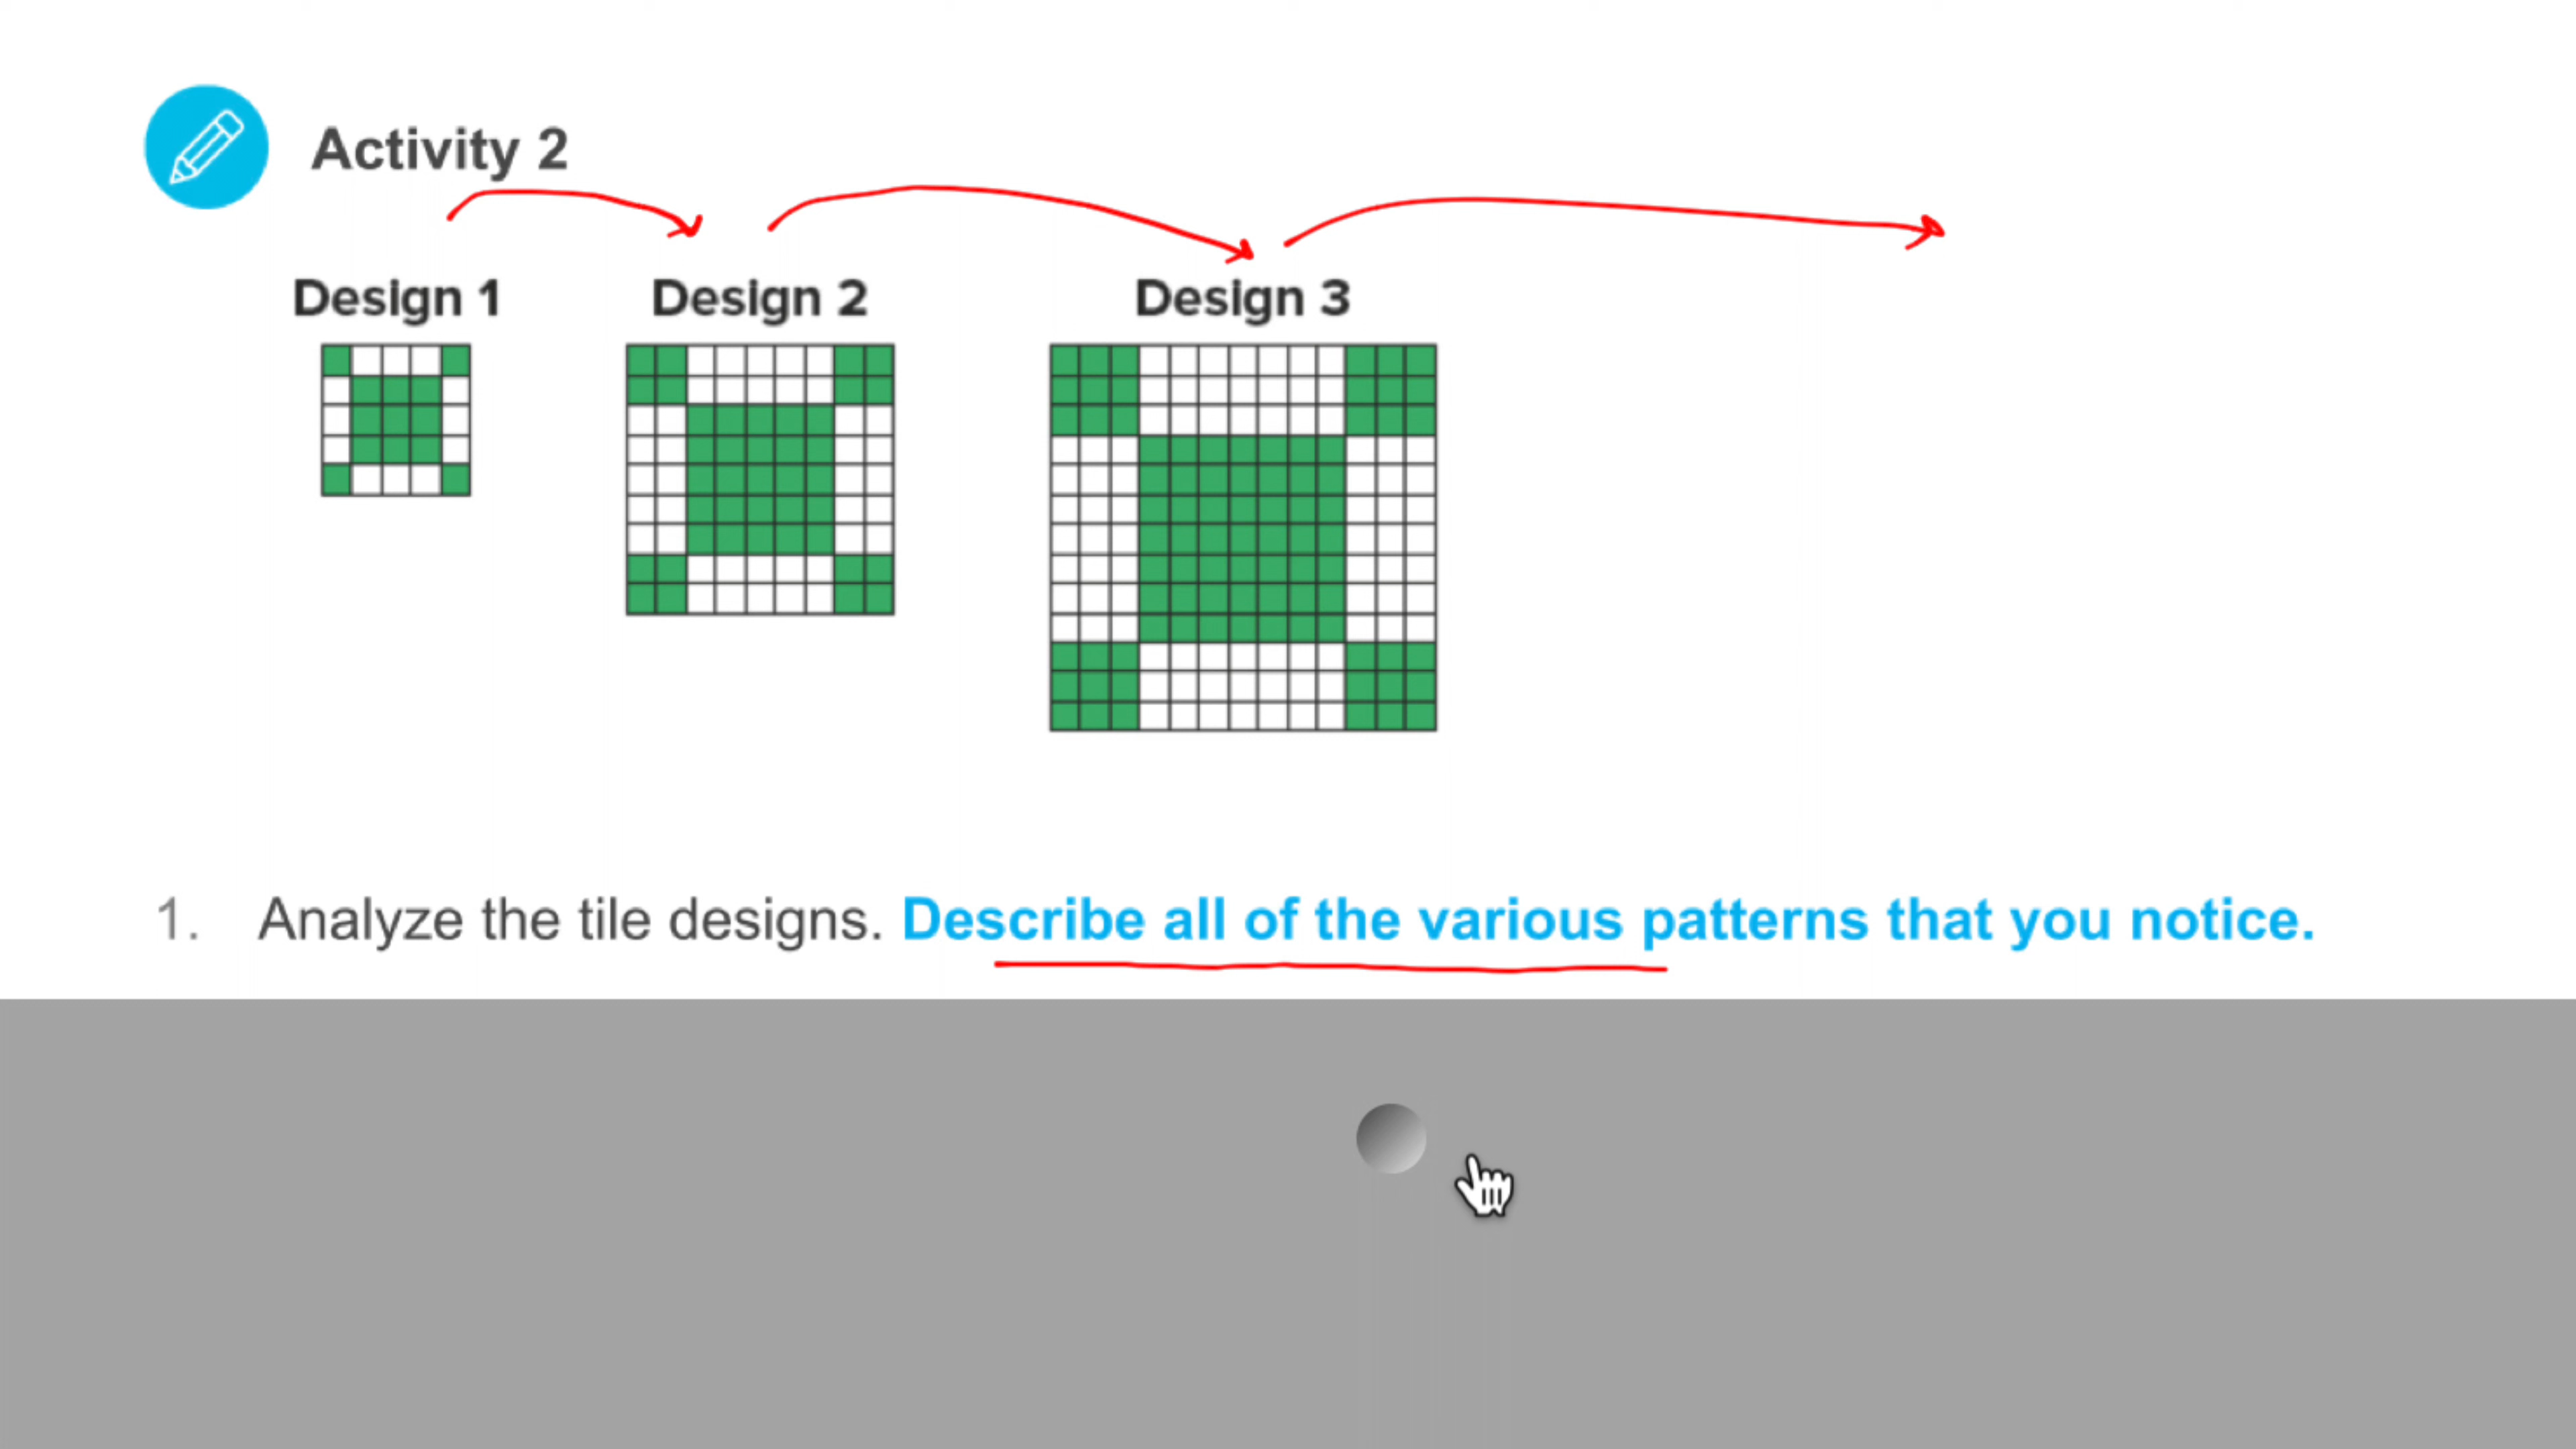 Activity 2
Design 1 Design 2 Design 3
1. Analyze the tile designs. Describe all of the various patterns that you notice.